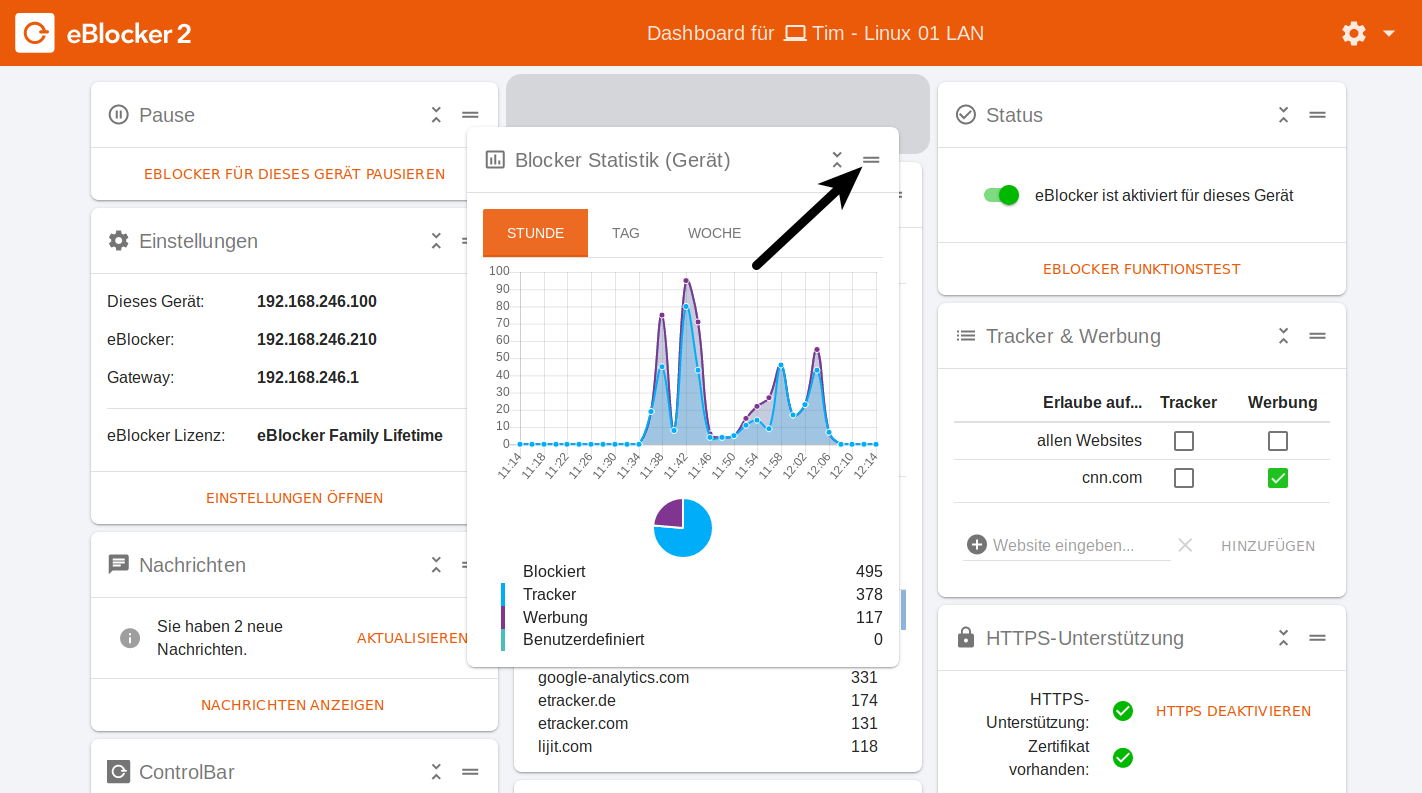 eBlocker 2
Dashboard für Tim - Linux 01 LAN
Pause
EBLOCKER FÜR DIESES GERÄT PAUSIEREN
Einstellungen
Dieses Gerät: 192.168.246.100
eBlocker: 192.168.246.210
Gateway: 192.168.246.1
eBlocker Lizenz: eBlocker Family Lifetime
EINSTELLUNGEN ÖFFNEN
Nachrichten
Sie haben 2 neue
Nachrichten.
AKTUALISIEREN
NACHRICHTEN ANZEIGEN
ControlBar
Blocker Statistik (Gerät)
STUNDE TAG WOCHE
100
90
80
70
60
50
40
30
20
10
0
11:14 11:18 11:22 11:26 11:30 11:34 11:38 11:42 11:46 11:50 11:54 11:58 12:02 12:06 12:10 12:14
Blockiert 495
Tracker 378
Werbung 117
Benutzerdefiniert 0
google-analytics.com 331
etracker.de 174
etracker.com 131
lijit.com 118
Status
eBlocker ist aktiviert für dieses Gerät
EBLOCKER FUNKTIONSTEST
Tracker & Werbung
Erlaube auf... Tracker Werbung
allen Websites
cnn.com
Website eingeben... HINZUFÜGEN
HTTPS-Unterstützung
HTTPS-
Unterstützung:
HTTPS DEAKTIVIEREN
Zertifikat
vorhanden: